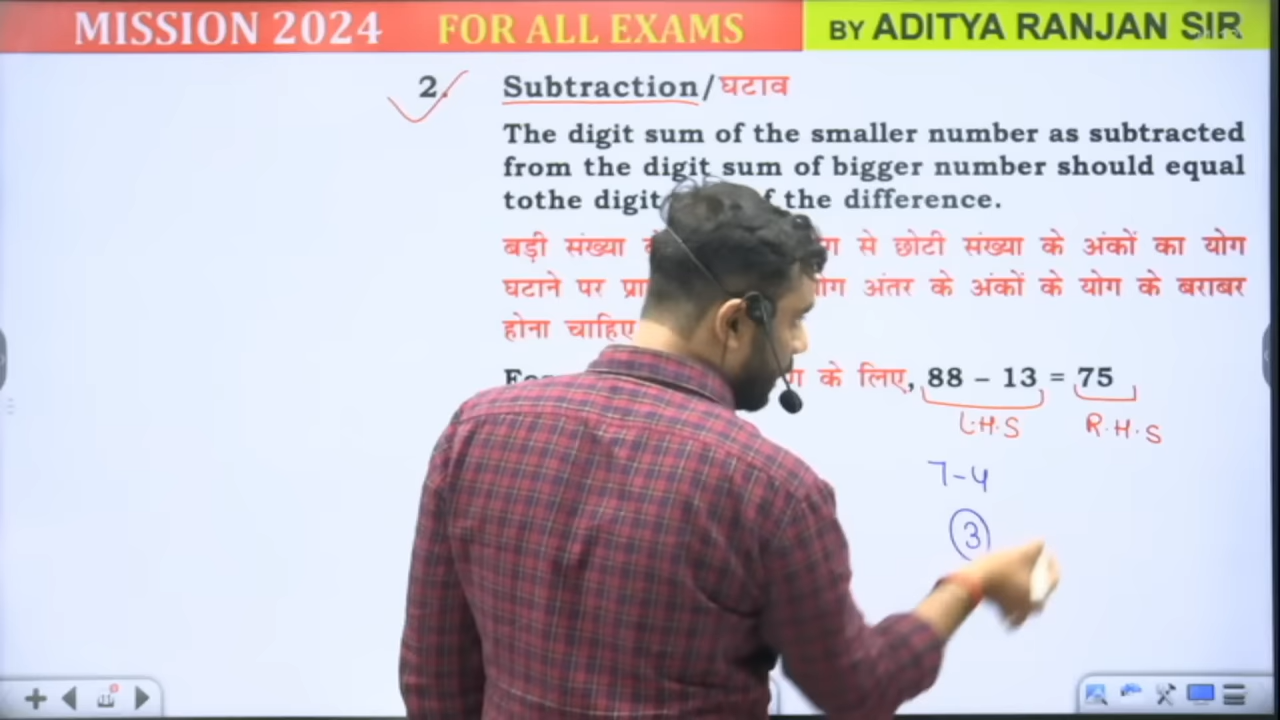 MISSION 2024 FOR ALL EXAMS BY ADITYA RANJAN SIR
2. Subtraction/घटाव
The digit sum of the smaller number as subtracted
from the digit sum of bigger number should equal
tothe digit the difference.
बड़ी संख्या से छोटी संख्या के अंकों का योग
घटाने पर अंतर के अंकों के योग के बराबर
होना चाहिए
के लिए, 88 – 13 = 75
L.H.S R.H.S
7-4
3